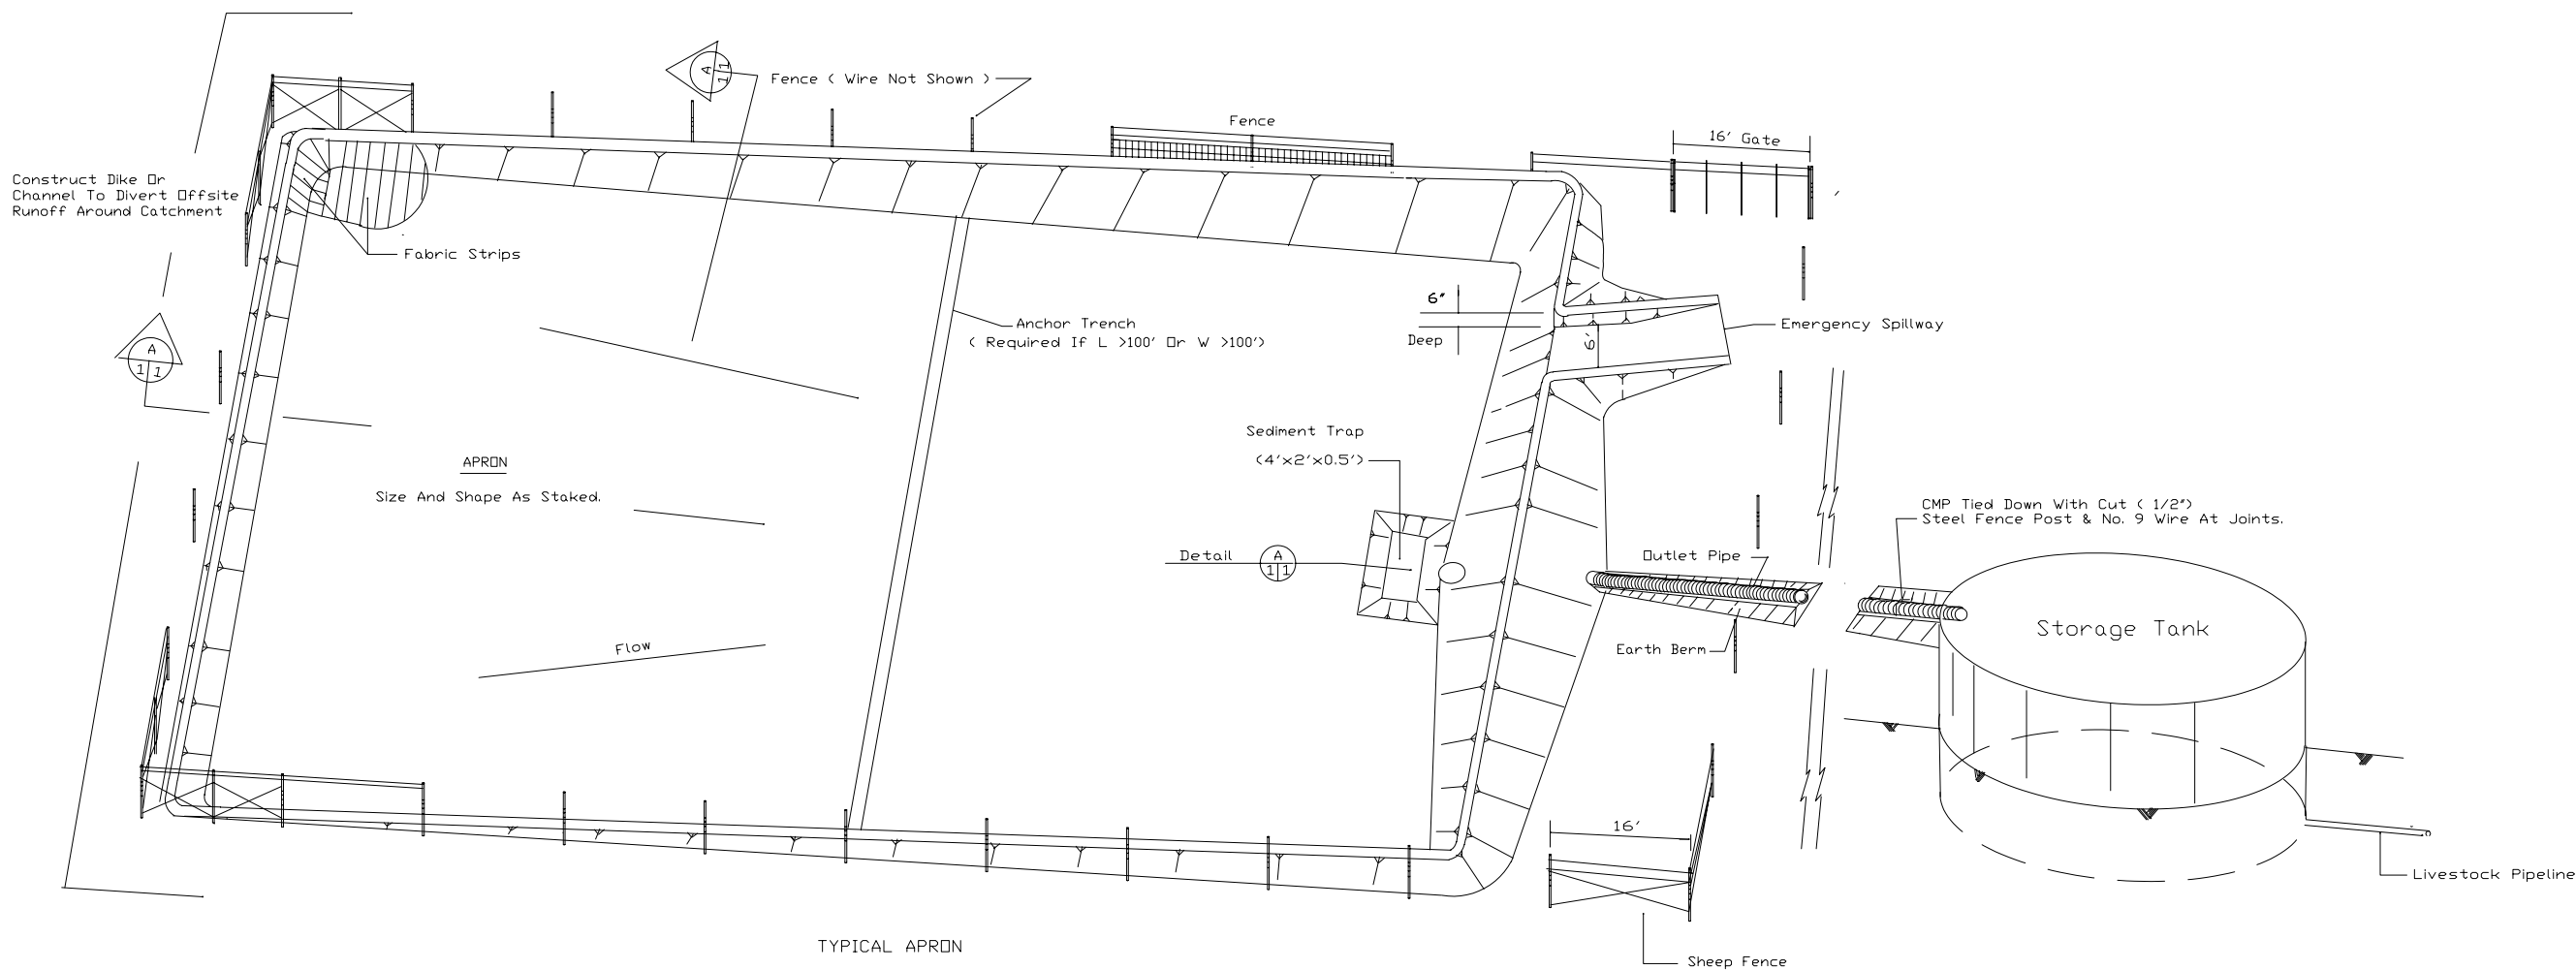 A
1 1
Fence ( Wire Not Shown )
Fence
16' Gate
Construct Dike Or
Channel To Divert Offsite
Runoff Around Catchment
Fabric Strips
6"
Deep
6'
Anchor Trench
( Required If L >100' Or W >100')
Emergency Spillway
A
1 1
Sediment Trap
(4'x2'x0.5')
APRON
Size And Shape As Staked.
CMP Tied Down With Cut ( 1/2")
Steel Fence Post & No. 9 Wire At Joints.
Detail
A
1 1
Outlet Pipe
Storage Tank
Flow
Earth Berm
16'
Livestock Pipeline
TYPICAL APRON
Sheep Fence